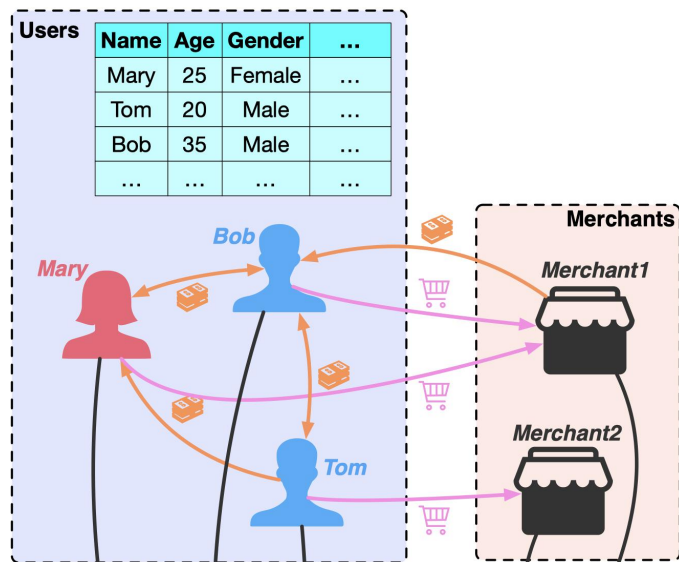 Users
Name Age Gender ...
Mary 25 Female ...
Tom 20 Male ...
Bob 35 Male ...
... ... ... ...
Bob
Mary
Tom
Merchants
Merchant1
Merchant2